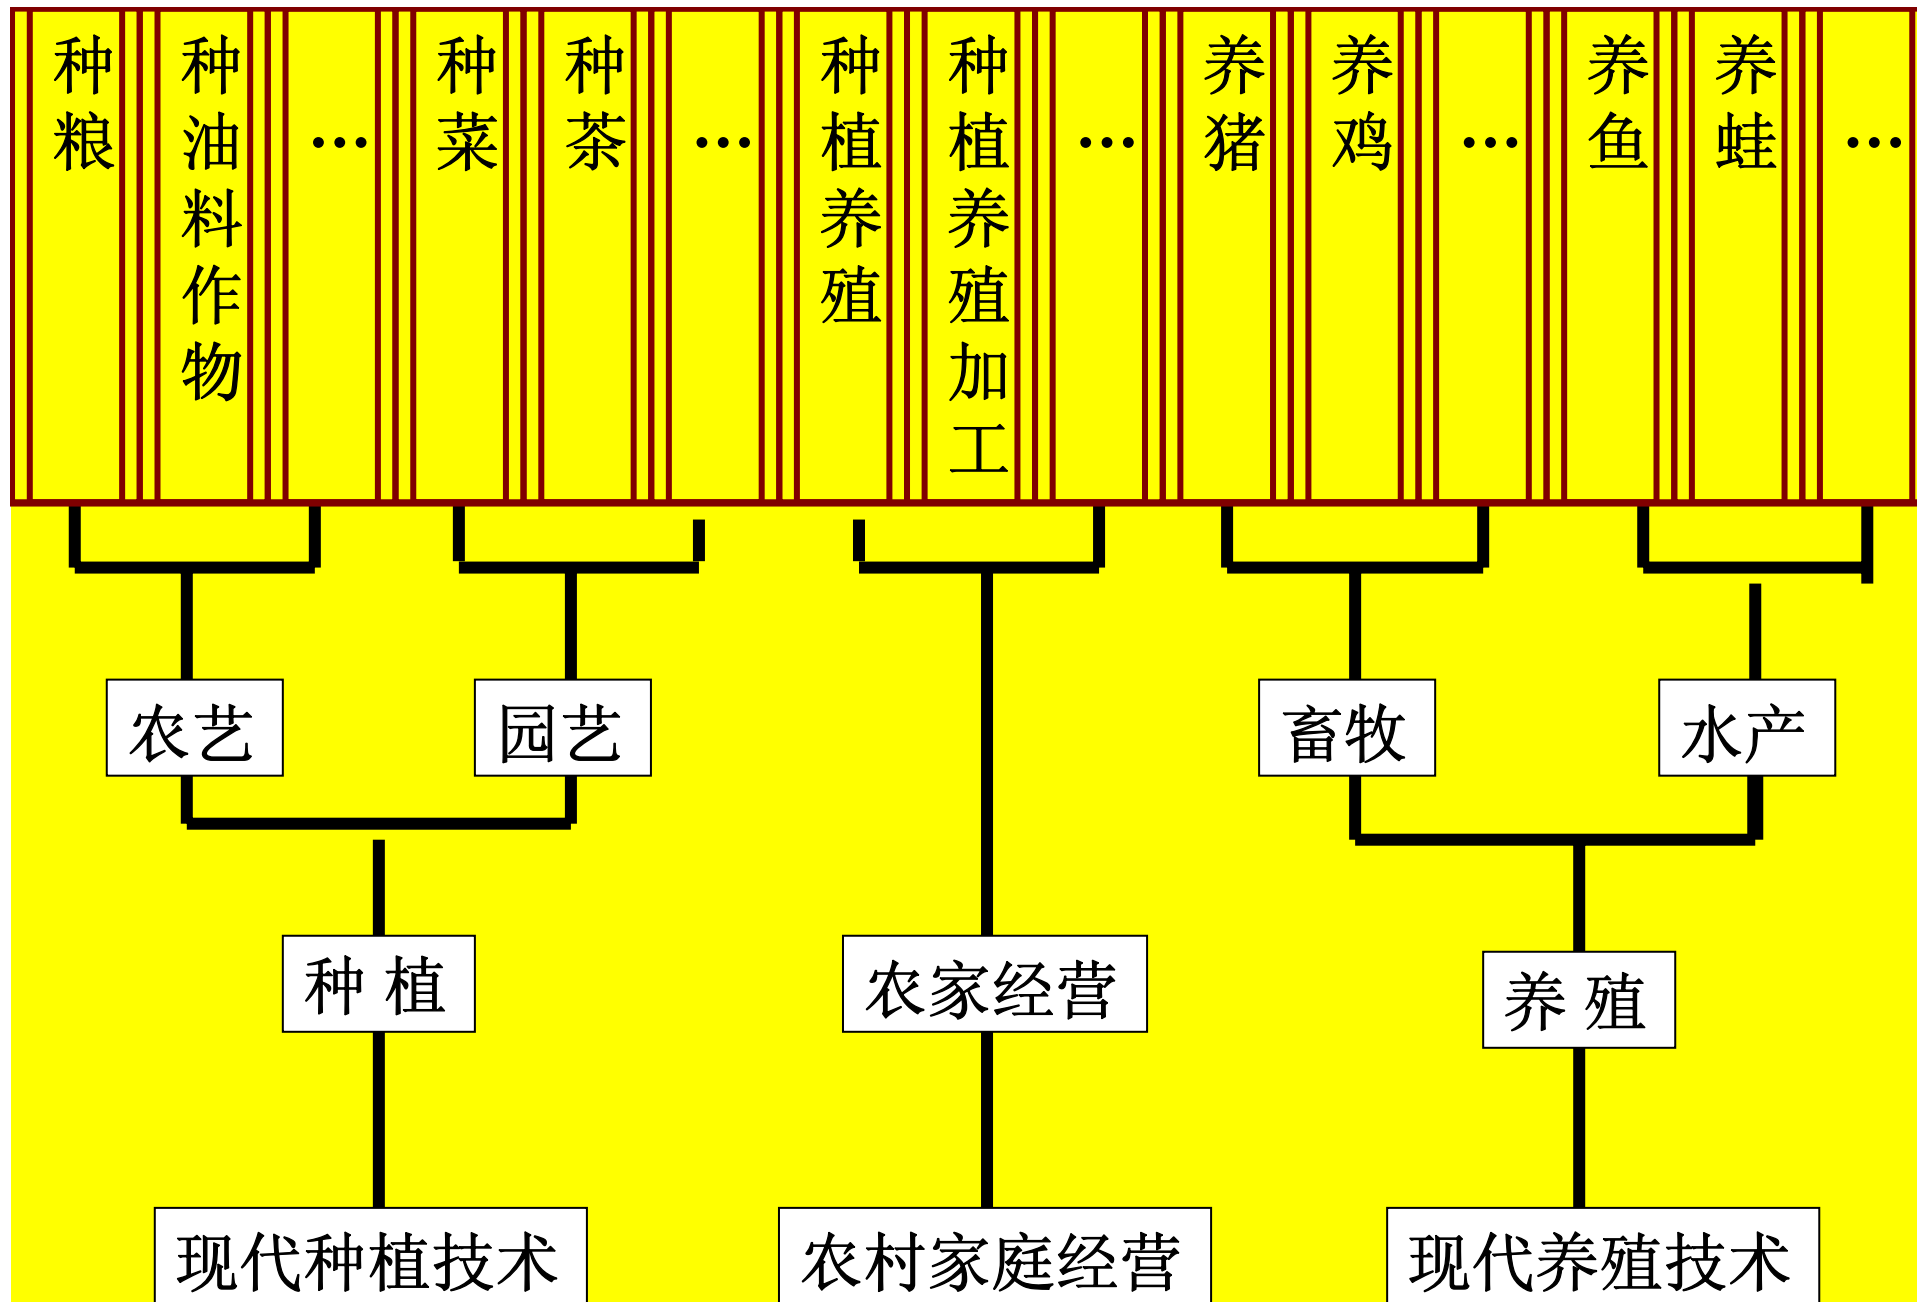 种粮
种油料作物
…
种菜
种茶
…
种植养殖
种植养殖加工
…
养猪
养鸡
…
养鱼
养蛙
…
农艺
园艺
畜牧
水产
种 植
农家经营
养 殖
现代种植技术
农村家庭经营
现代养殖技术